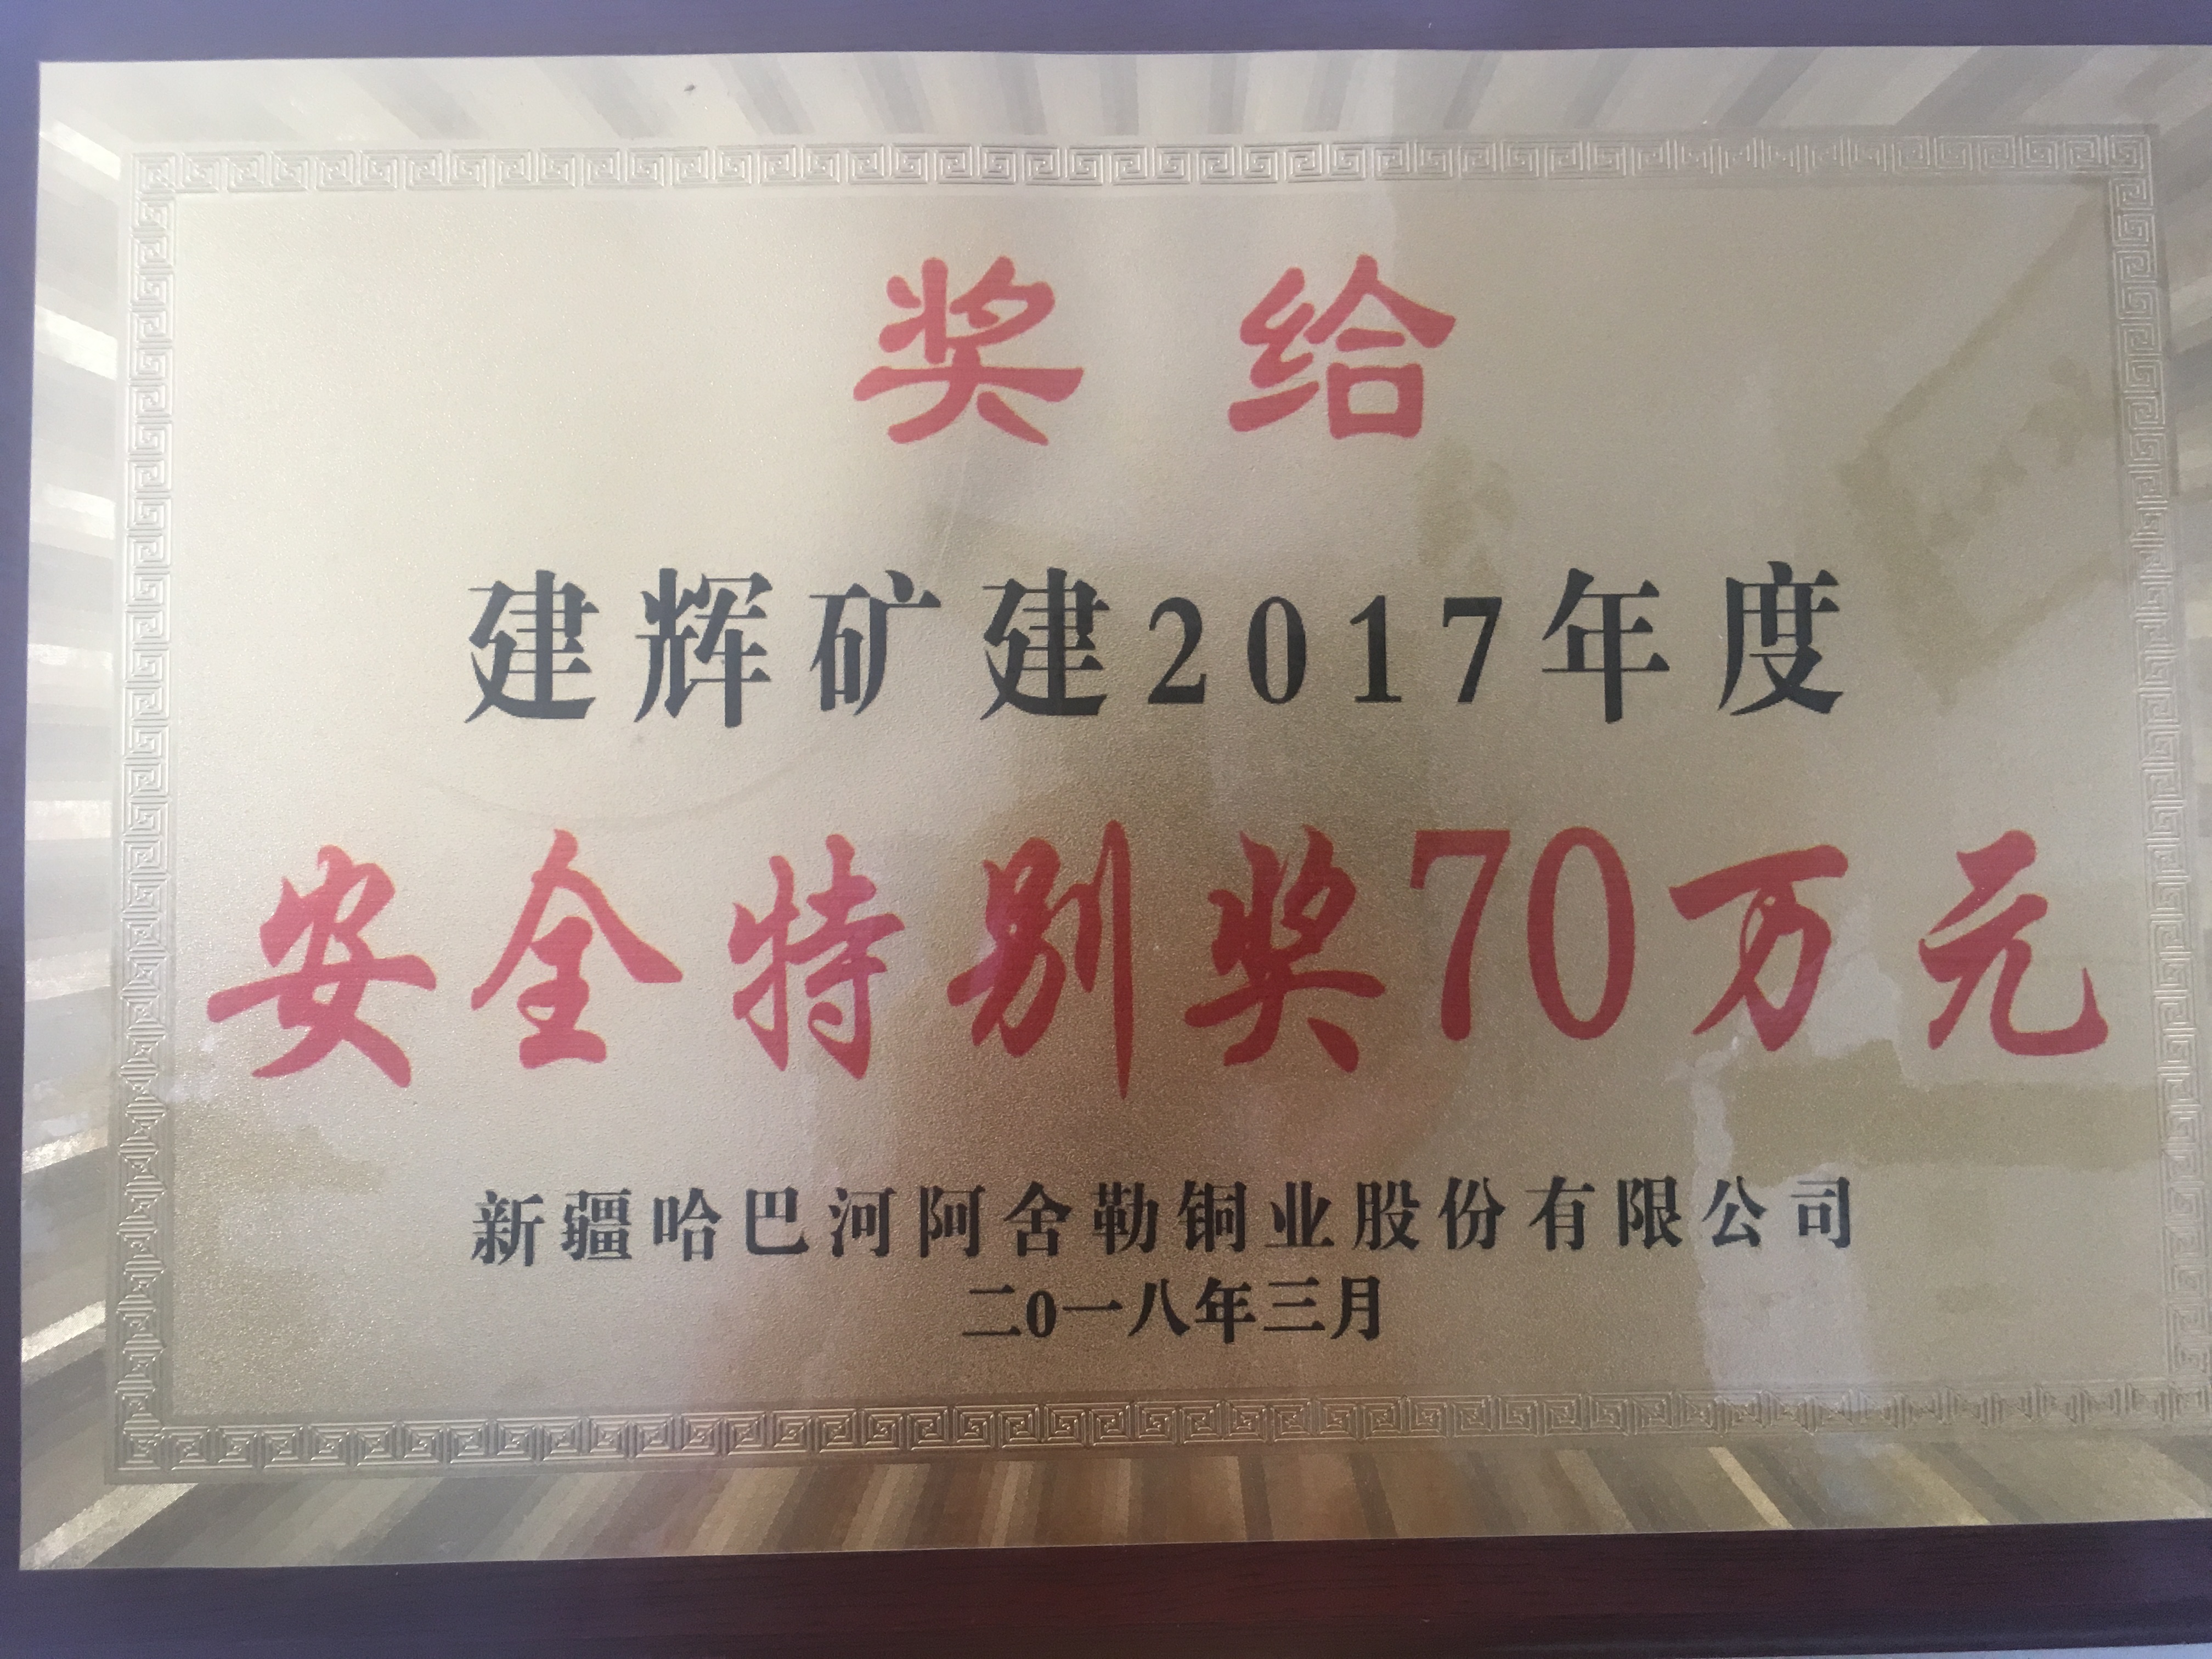 奖给
建辉矿建2017年度
安全特别奖70万元
新疆哈巴河阿舍勒铜业股份有限公司
二0一八年三月